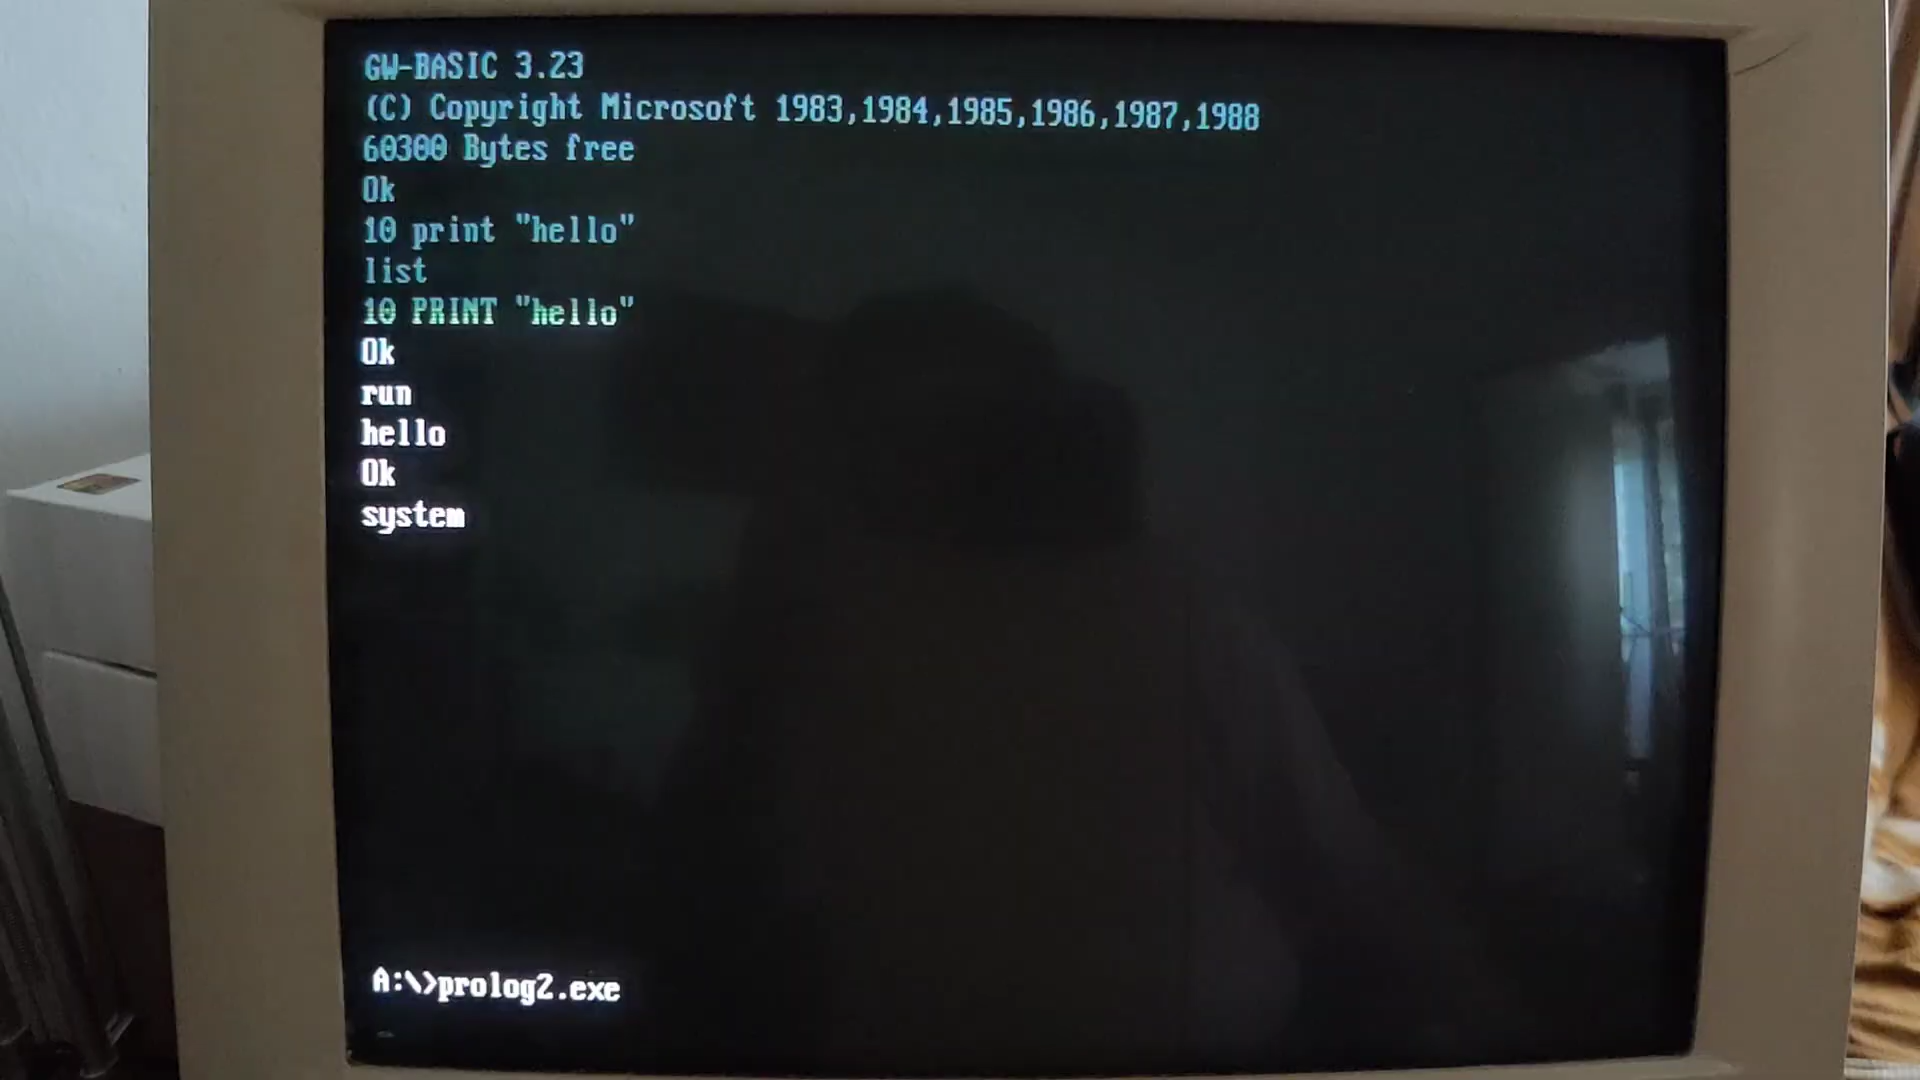 GW-BASIC 3.23
(C) Copyright Microsoft 1983,1984,1985,1986,1987,1988
60300 Bytes free
Ok
10 print "hello"
list
10 PRINT "hello"
Ok
run
hello
Ok
system
A:\>prolog2.exe